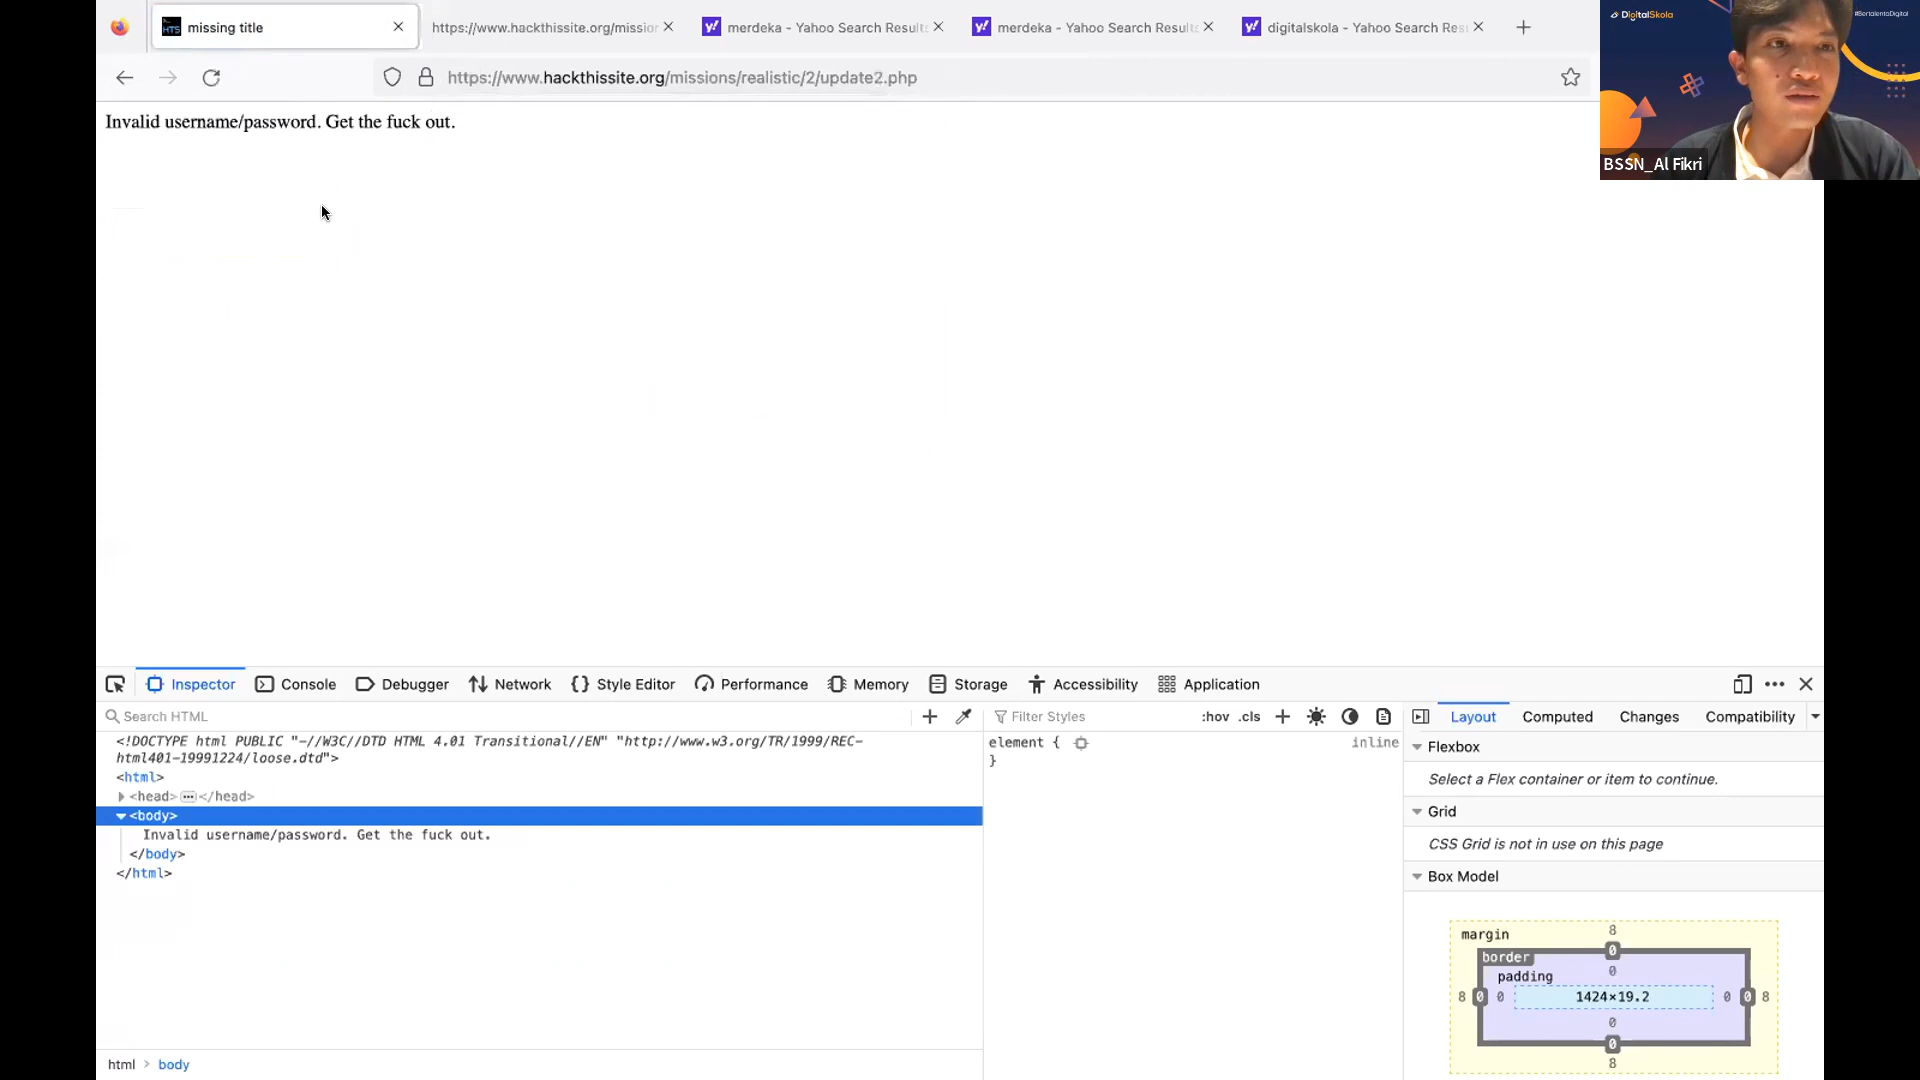 missing title
https://www.hackthissite.org/missio
merdeka - Yahoo Search Result
merdeka - Yahoo Search Result
digitalskola - Yahoo Search Res
https://www.hackthissite.org/missions/realistic/2/update2.php
DigitalSkola
#BertalentaDigital
BSSN_Al Fikri
Invalid username/password. Get the fuck out.
Inspector
Console
Debugger
Network
Style Editor
Performance
Memory
Storage
Accessibility
Application
Search HTML
Filter Styles
:hov .cls
Layout
Computed
Changes
Compatibility
<!DOCTYPE html PUBLIC "-//W3C//DTD HTML 4.01 Transitional//EN" "http://www.w3.org/TR/1999/REC-
html401-19991224/loose.dtd">
<html>
<head> ⋯ </head>
<body>
Invalid username/password. Get the fuck out.
</body>
</html>
html > body
element {
inline
}
Flexbox
Select a Flex container or item to continue.
Grid
CSS Grid is not in use on this page
Box Model
margin
8
border
0
padding
0
8 0 0 1424×19.2 0 0 8
0
0
8